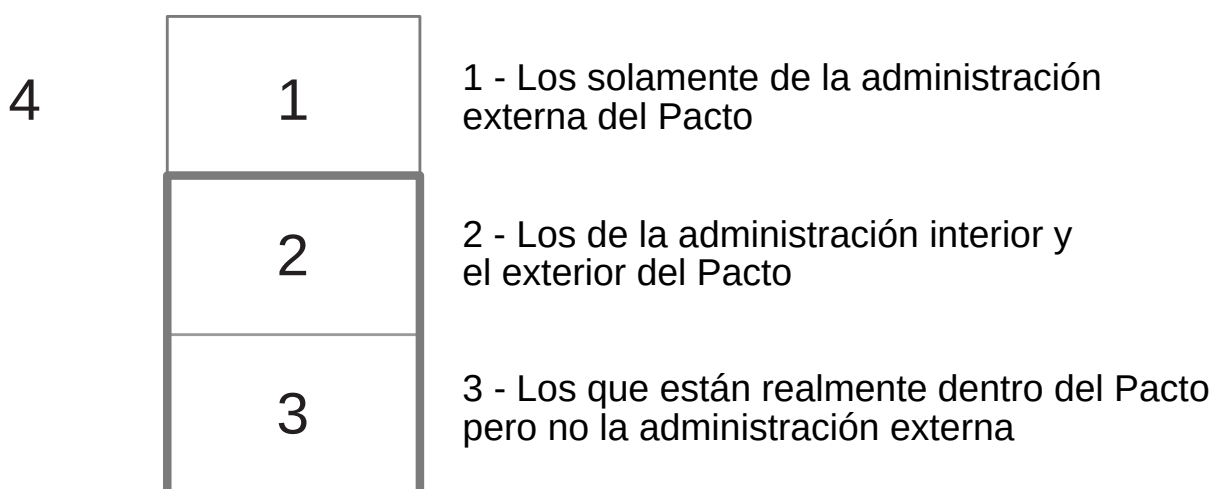 4
1
1 - Los solamente de la administración
externa del Pacto
2
2 - Los de la administración interior y
el exterior del Pacto
3
3 - Los que están realmente dentro del Pacto
pero no la administración externa